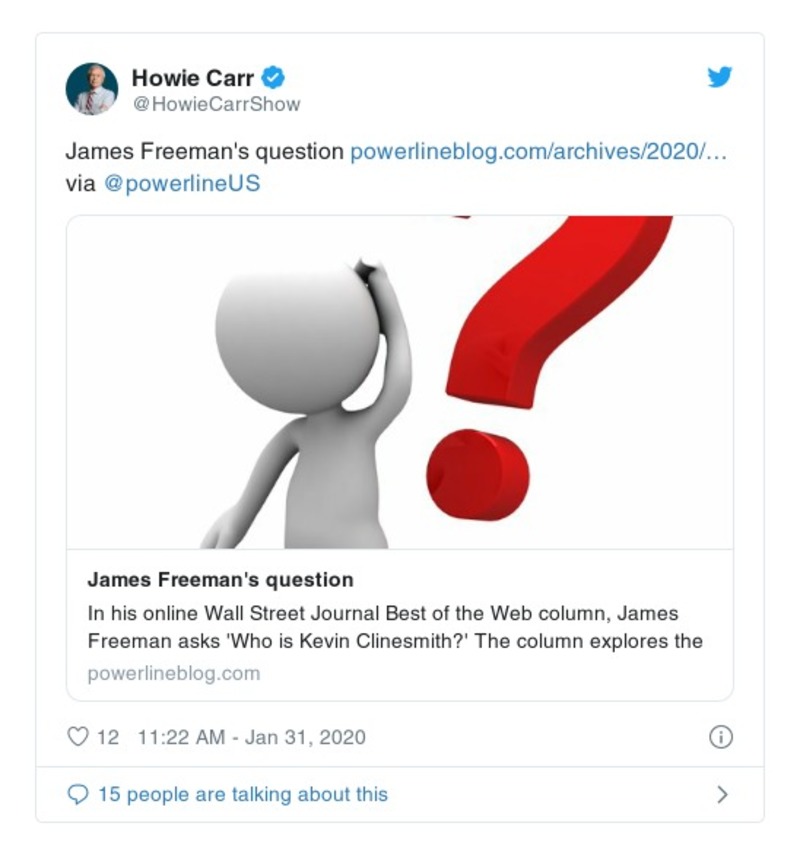 Howie Carr
@HowieCarrShow
James Freeman's question powerlineblog.com/archives/2020/…
via @powerlineUS
James Freeman's question
In his online Wall Street Journal Best of the Web column, James
Freeman asks 'Who is Kevin Clinesmith?' The column explores the
powerlineblog.com
12 11:22 AM - Jan 31, 2020
15 people are talking about this